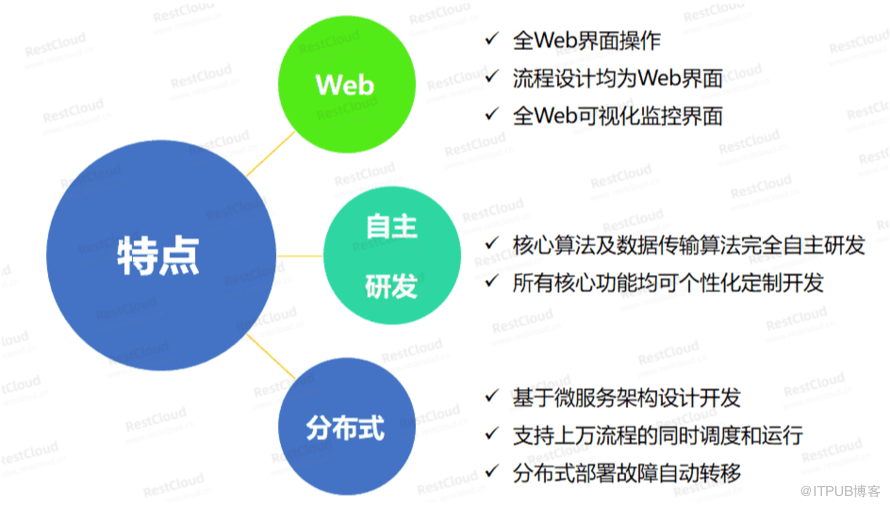 特点
Web
全Web界面操作
流程设计均为Web界面
全Web可视化监控界面
自主
研发
核心算法及数据传输算法完全自主研发
所有核心功能均可个性化定制开发
分布式
基于微服务架构设计开发
支持上万流程的同时调度和运行
分布式部署故障自动转移
RestCloud
@ITPUB博客